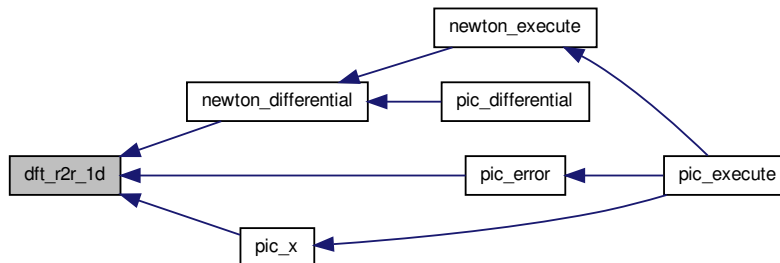 newton_execute
newton_differential
pic_differential
dft_r2r_1d
pic_error
pic_execute
pic_x